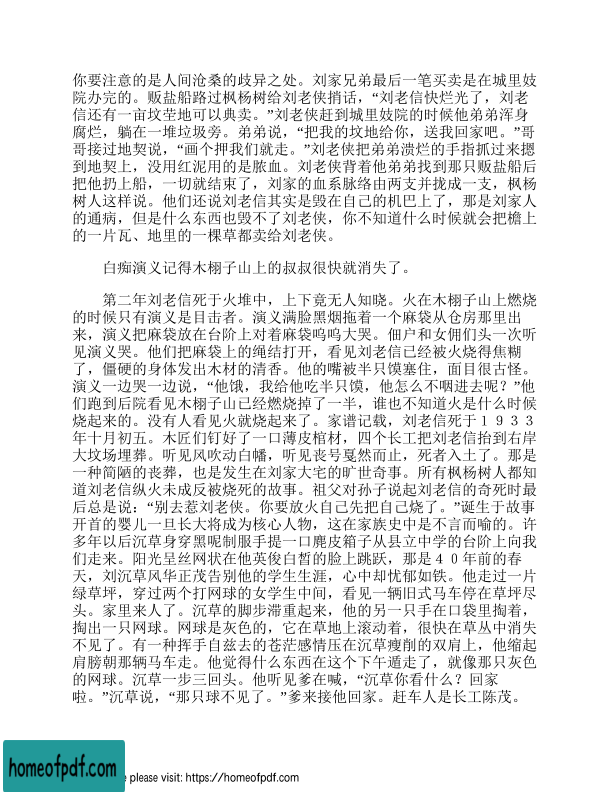 你要注意的是人间沧桑的歧异之处。刘家兄弟最后一笔买卖是在城里妓
院办完的。贩盐船路过枫杨树给刘老侠捎话，“刘老信快烂光了，刘老
信还有一亩坟茔地可以典卖。”刘老侠赶到城里妓院的时候他弟弟浑身
腐烂，躺在一堆垃圾旁。弟弟说，“把我的坟地给你，送我回家吧。”哥
哥接过地契说，“画个押我们就走。”刘老侠把弟弟溃烂的手指抓过来摁
到地契上，没用红泥用的是脓血。刘老侠背着他弟弟找到那只贩盐船后
把他扔上船，一切就结束了，刘家的血系脉络由两支并拢成一支，枫杨
树人这样说。他们还说刘老信其实是毁在自己的机巴上了，那是刘家人
的通病，但是什么东西也毁不了刘老侠，你不知道什么时候就会把檐上
的一片瓦、地里的一棵草都卖给刘老侠。
白痴演义记得木栩子山上的叔叔很快就消失了。
第二年刘老信死于火堆中，上下竟无人知晓。火在木栩子山上燃烧
的时候只有演义是目击者。演义满脸黑烟拖着一个麻袋从仓房那里出
来，演义把麻袋放在台阶上对着麻袋呜呜大哭。佃户和女佣们头一次听
见演义哭。他们把麻袋上的绳结打开，看见刘老信已经被火烧得焦糊
了，僵硬的身体发出木材的清香。他的嘴被半只馍塞住，面目很古怪。
演义一边哭一边说，“他饿，我给他吃半只馍，他怎么不咽进去呢？”他
们跑到后院看见木栩子山已经燃烧掉了一半，谁也不知道火是什么时候
烧起来的。没有人看见火就烧起来了。家谱记载，刘老信死于１９３３
年十月初五。木匠们钉好了一口薄皮棺材，四个长工把刘老信抬到右岸
大坟场埋葬。听见风吹动白幡，听见丧号戛然而止，死者入土了。那是
一种简陋的丧葬，也是发生在刘家大宅的旷世奇事。所有枫杨树人都知
道刘老信纵火未成反被烧死的故事。祖父对孙子说起刘老信的奇死时最
后总是说：“别去惹刘老侠。你要放火自己先把自己烧了。”诞生于故事
开首的婴儿一旦长大将成为核心人物，这在家族史中是不言而喻的。许
多年以后沉草身穿黑呢制服手提一口麂皮箱子从县立中学的台阶上向我
们走来。阳光呈丝网状在他英俊白皙的脸上跳跃，那是４０年前的春
天，刘沉草风华正茂告别他的学生生涯，心中却忧郁如铁。他走过一片
绿草坪，穿过两个打网球的女学生中间，看见一辆旧式马车停在草坪尽
头。家里来人了。沉草的脚步滞重起来，他的另一只手在口袋里掏着，
掏出一只网球。网球是灰色的，它在草地上滚动着，很快在草丛中消失
不见了。有一种挥手自兹去的苍茫感情压在沉草瘦削的双肩上，他缩起
肩膀朝那辆马车走。他觉得什么东西在这个下午遁走了，就像那只灰色
的网球。沉草一步三回头。他听见爹在喊，“沉草你看什么？回家
啦。”沉草说，“那只球不见了。”爹来接他回家。赶车人是长工陈茂。
homeofpdf.com
e please visit: https://homeofpdf.com